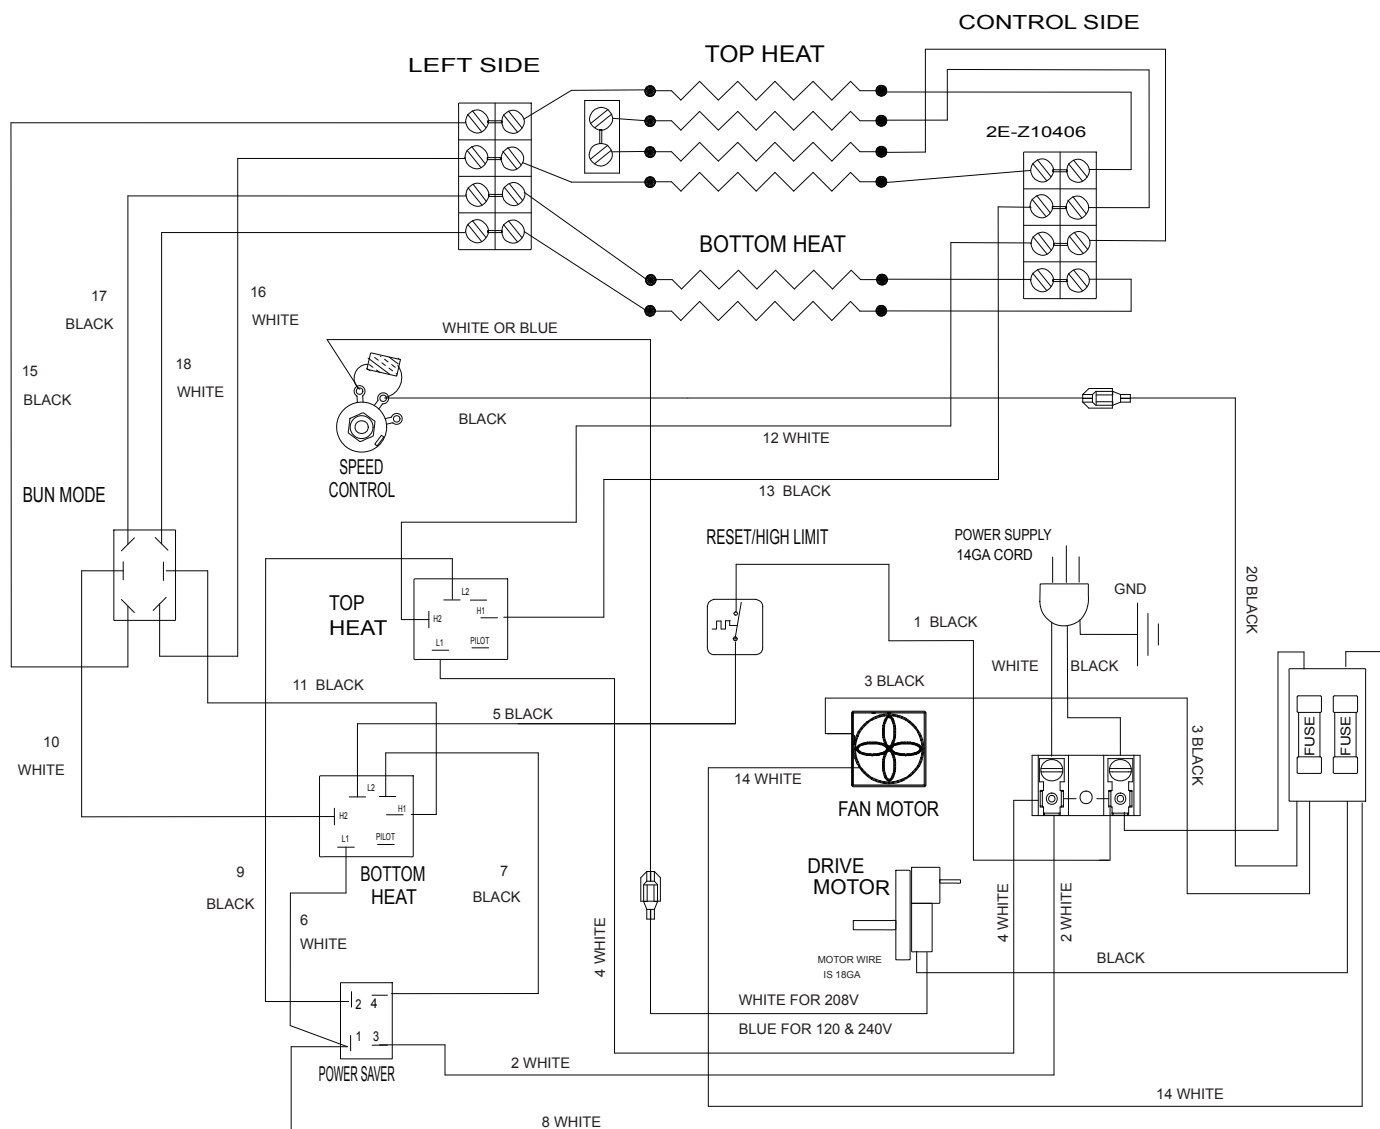 CONTROL SIDE
TOP HEAT
LEFT SIDE
2E-Z10406
BOTTOM HEAT
17
BLACK
16
WHITE
WHITE OR BLUE
15
BLACK
18
WHITE
BLACK
12 WHITE
SPEED
CONTROL
13 BLACK
BUN MODE
RESET/HIGH LIMIT
POWER SUPPLY
14GA CORD
GND
20 BLACK
TOP
HEAT
L2
H2
H1
L1
PILOT
1 BLACK
WHITE
BLACK
11 BLACK
3 BLACK
5 BLACK
10
WHITE
14 WHITE
3 BLACK
FUSE
FUSE
FAN MOTOR
L2
H2
H1
L1
PILOT
BOTTOM
HEAT
9
BLACK
7
BLACK
DRIVE
MOTOR
6
WHITE
4 WHITE
4 WHITE
2 WHITE
MOTOR WIRE
IS 18GA
BLACK
WHITE FOR 208V
BLUE FOR 120 & 240V
2 4
1 3
POWER SAVER
2 WHITE
14 WHITE
8 WHITE